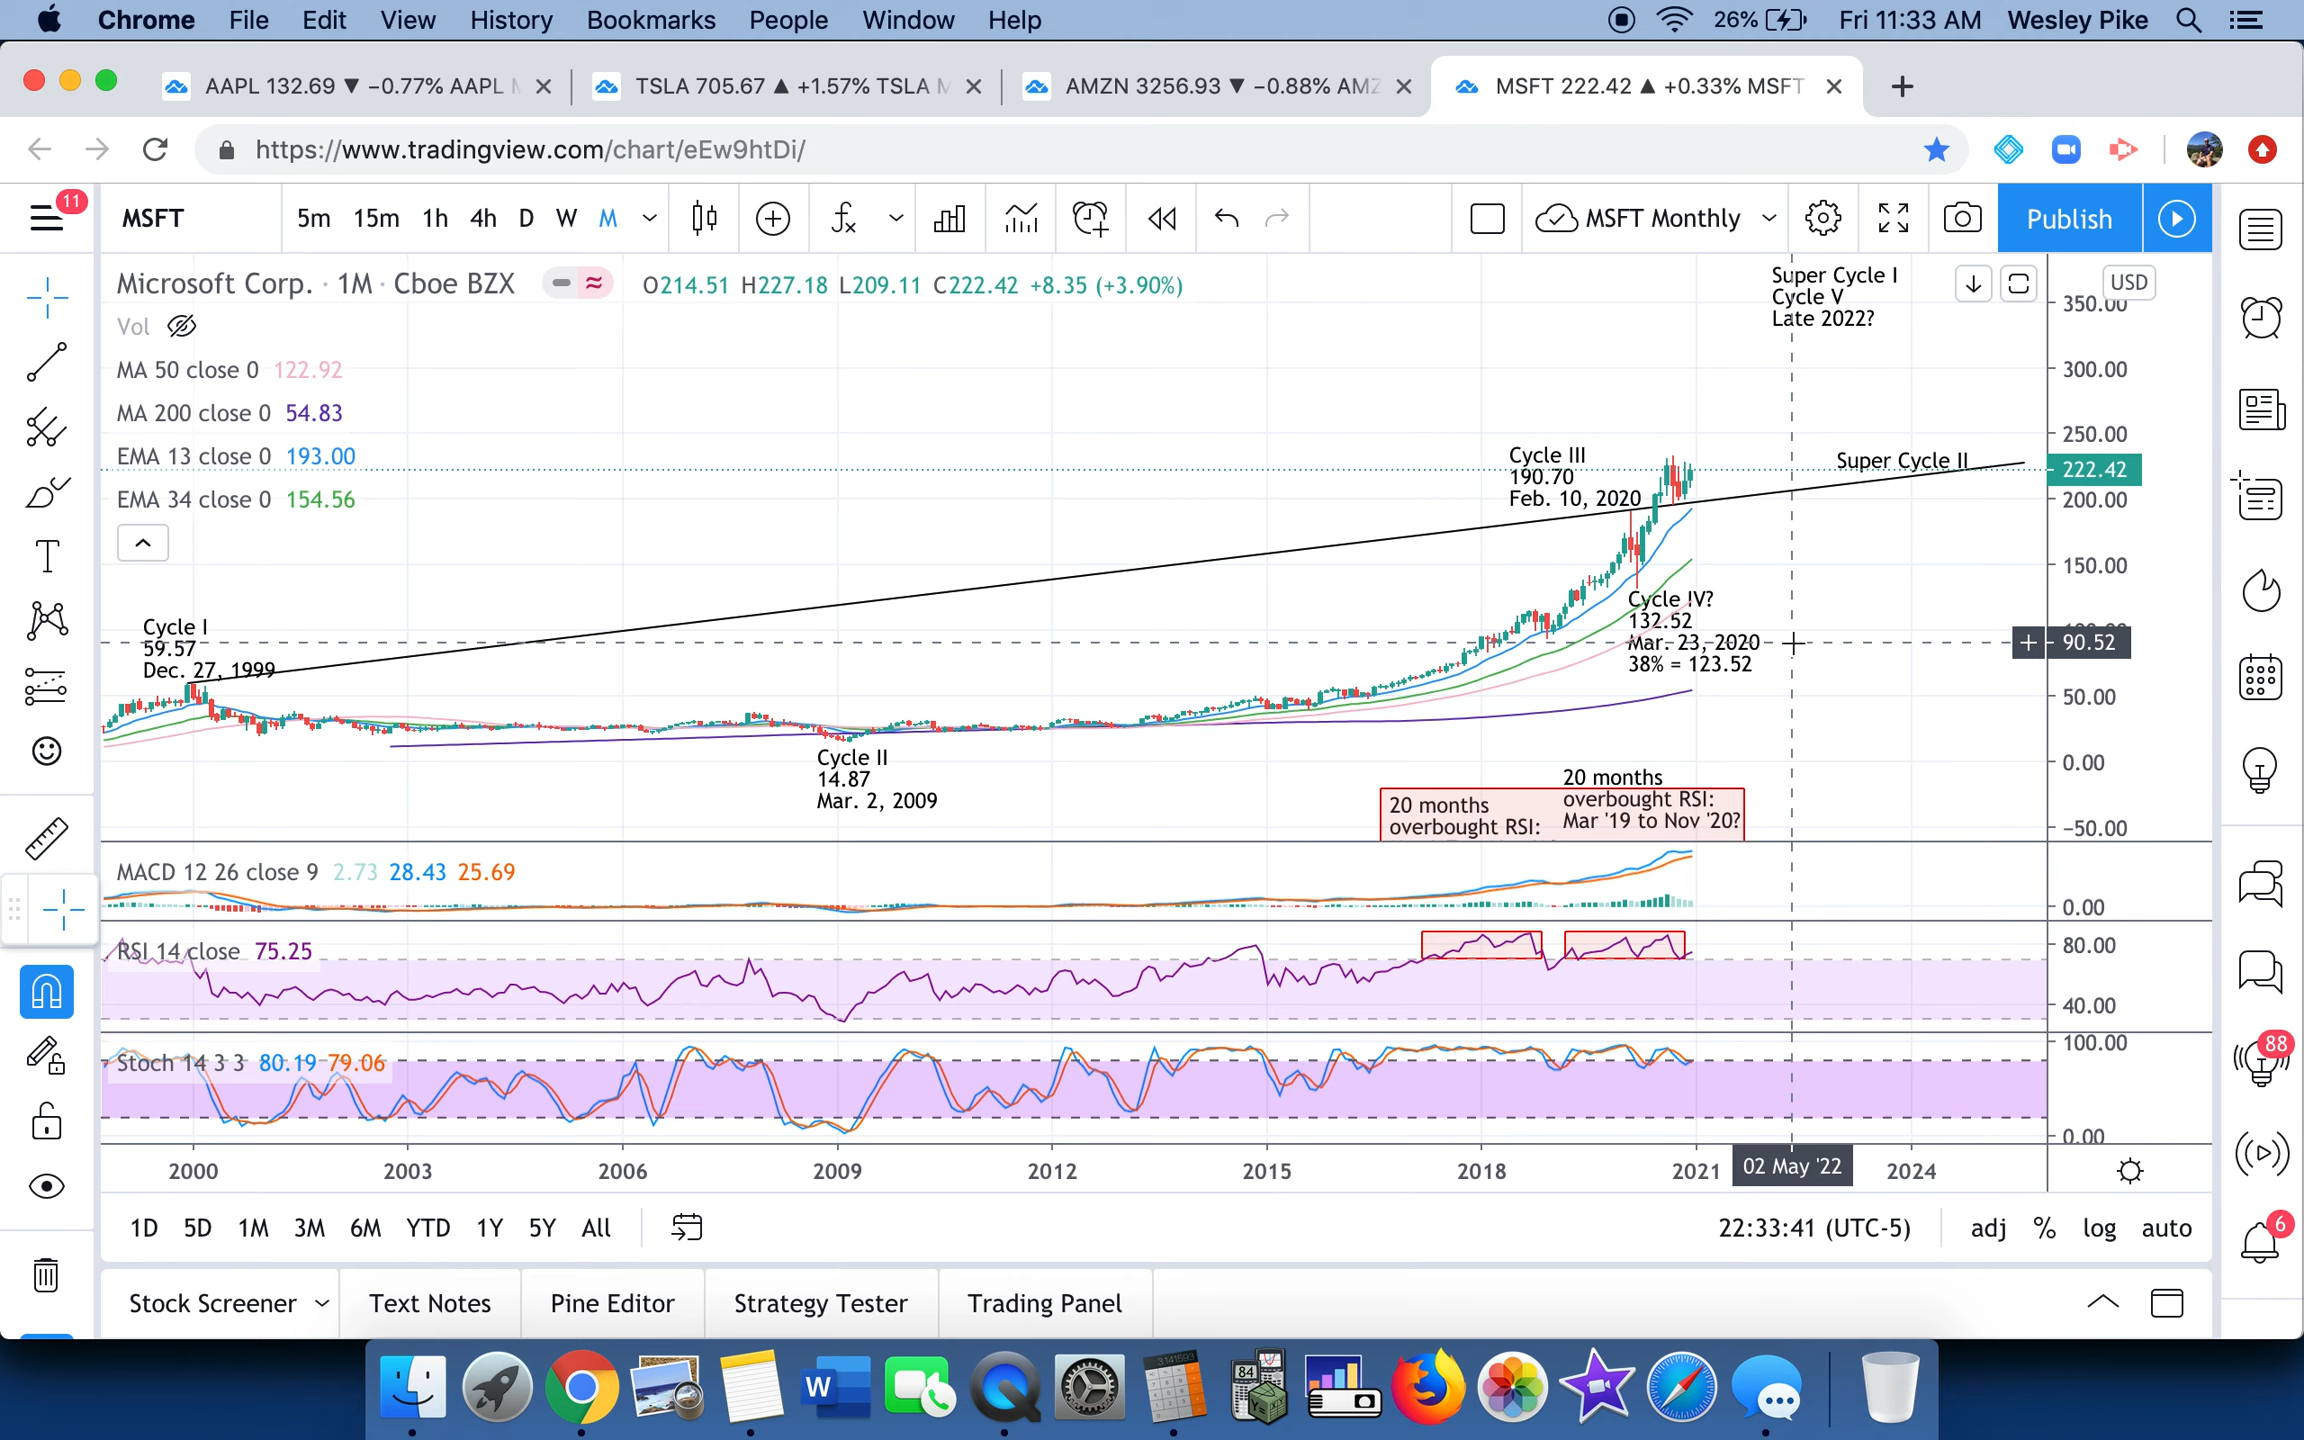 Chrome File Edit View History Bookmarks People Window Help 26% Fri 11:33 AM Wesley Pike
AAPL 132.69 ▼ −0.77% AAPL
TSLA 705.67 ▲ +1.57% TSLA
AMZN 3256.93 ▼ −0.88% AMZ
MSFT 222.42 ▲ +0.33% MSFT
https://www.tradingview.com/chart/eEw9htDi/
11
MSFT 5m 15m 1h 4h D W M MSFT Monthly Publish
Microsoft Corp. · 1M · Cboe BZX O214.51 H227.18 L209.11 C222.42 +8.35 (+3.90%)
USD
Vol
MA 50 close 0 122.92
MA 200 close 0 54.83
EMA 13 close 0 193.00
EMA 34 close 0 154.56
Super Cycle I
Cycle V
Late 2022?
Cycle III
190.70
Feb. 10, 2020
Super Cycle II
Cycle I
59.57
Dec. 27, 1999
Cycle IV?
132.52
Mar. 23, 2020
38% = 123.52
Cycle II
14.87
Mar. 2, 2009
20 months
overbought RSI:
20 months
overbought RSI:
Mar '19 to Nov '20?
350.00
300.00
250.00
222.42
200.00
150.00
90.52
50.00
0.00
−50.00
MACD 12 26 close 9 2.73 28.43 25.69
0.00
RSI 14 close 75.25
80.00
40.00
Stoch 14 3 3 80.19 79.06
100.00
0.00
2000 2003 2006 2009 2012 2015 2018 2021 02 May '22 2024
1D 5D 1M 3M 6M YTD 1Y 5Y All
22:33:41 (UTC-5) adj % log auto
Stock Screener Text Notes Pine Editor Strategy Tester Trading Panel
88
6
W
3.141593
84